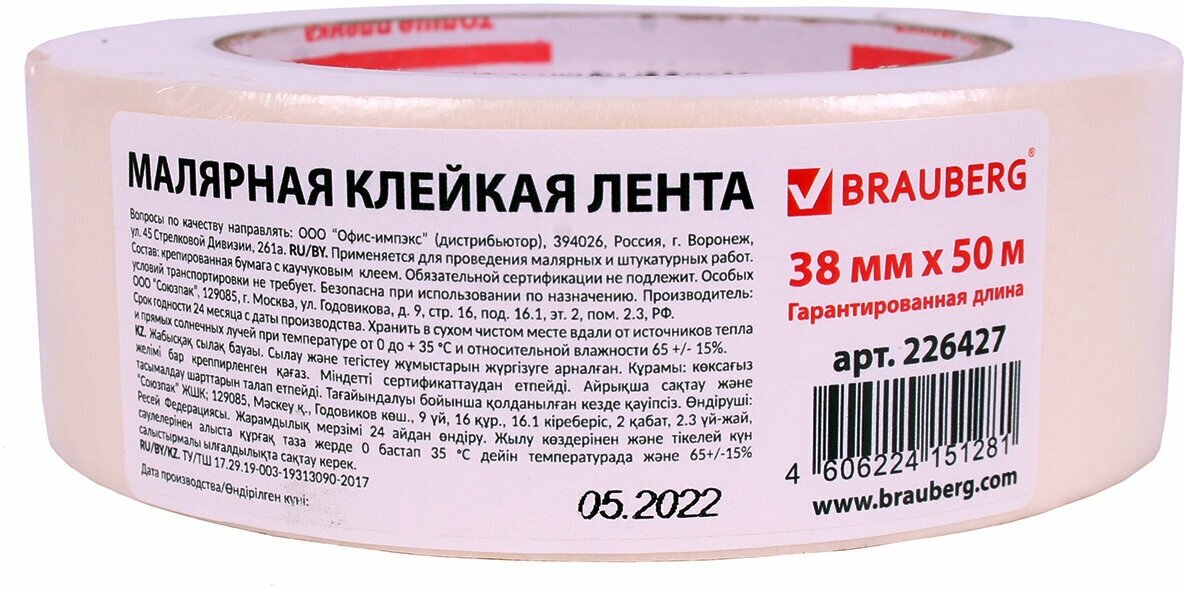 МАЛЯРНАЯ КЛЕЙКАЯ ЛЕНТА
Вопросы по качеству направлять: ООО "Офис-импэкс" (дистрибьютор), 394026, Россия, г. Воронеж,
ул. 45 Стрелковой Дивизии, 261а. RU/BY. Применяется для проведения малярных и штукатурных работ.
Состав: крепированная бумага с каучуковым клеем. Обязательной сертификации не подлежит. Особых
условий транспортировки не требует. Безопасна при использовании по назначению. Производитель:
ООО "Союзпак", 129085, г. Москва, ул. Годовикова, д. 9, стр. 16, под. 16.1, эт. 2, пом. 2.3, РФ.
Срок годности 24 месяца с даты производства. Хранить в сухом чистом месте вдали от источников тепла
и прямых солнечных лучей при температуре от 0 до + 35 °C и относительной влажности 65 +/- 15%.
KZ. Жабысқақ сылақ бауы. Сылау және тегістеу жұмыстарын жүргізуге арналған. Құрамы: көксағыз
желімі бар креппирленген қағаз. Міндетті сертификаттаудан етпейді. Айрықша сақтау және
тасымалдау шарттарын талап етпейді. Тағайындалуы бойынша қолданылған кезде қауіпсіз. Өндіруші:
"Союзпак" ЖШК; 129085, Мәскеу қ., Годовиков көш., 9 үй, 16 құр., 16.1 кіреберіс, 2 қабат, 2.3 үй-жай,
Ресей Федерациясы. Жарамдылық мерзімі 24 айдан өндіру. Жылу көздерінен және тікелей күн
сәулелерінен алыста құрғақ таза жерде 0 бастап 35 °C дейін температурада және 65+/-15%
салыстырмалы ылғалдылықта сақтау керек.
RU/BY/KZ. ТУ/ТШ 17.29.19-003-19313090-2017
Дата производства/Өндірілген күні:
05.2022
BRAUBERG®
38 мм х 50 м
Гарантированная длина
арт. 226427
4 606224 151281
www.brauberg.com